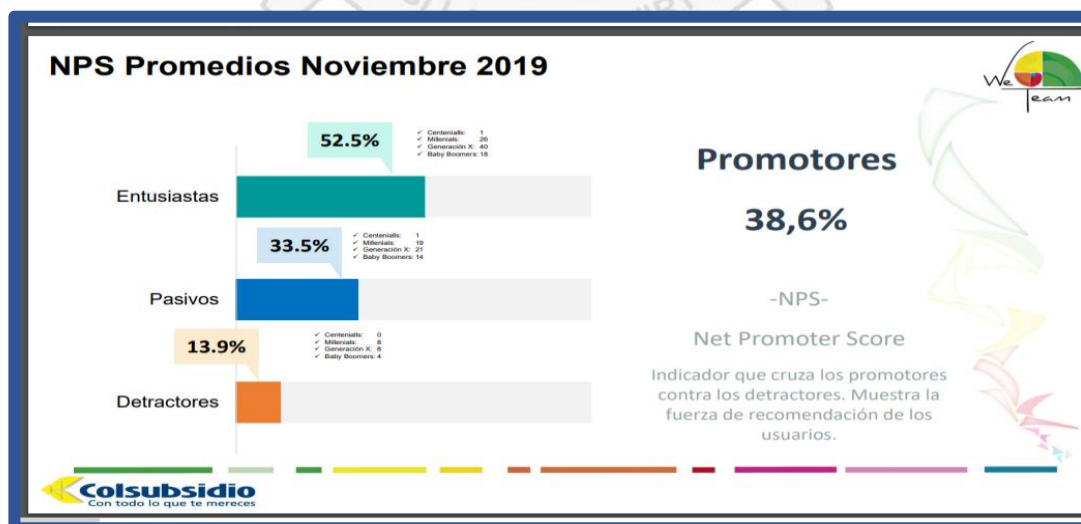 NPS Promedios Noviembre 2019
We
Team
52.5%
✓ Centenialls: 1
✓ Millenials: 26
✓ Generación X: 40
✓ Baby Boomers: 18
Entusiastas
33.5%
✓ Centenialls: 1
✓ Millenials: 19
✓ Generación X: 21
✓ Baby Boomers: 14
Pasivos
13.9%
✓ Centenialls: 0
✓ Millenials: 8
✓ Generación X: 8
✓ Baby Boomers: 4
Detractores
Promotores
38,6%
-NPS-
Net Promoter Score
Indicador que cruza los promotores
contra los detractores. Muestra la
fuerza de recomendación de los
usuarios.
Colsubsidio
Con todo lo que te mereces